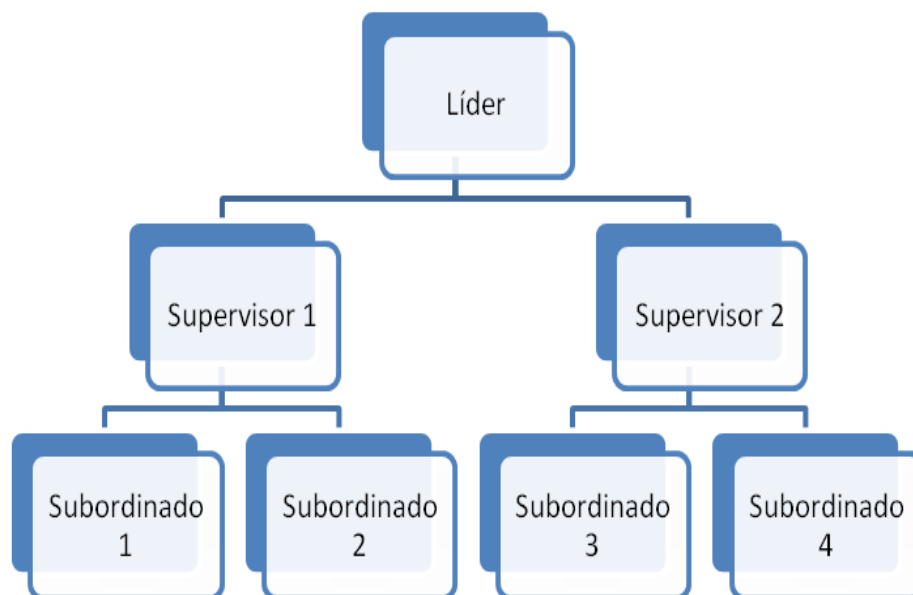 Líder
Supervisor 1
Supervisor 2
Subordinado
1
Subordinado
2
Subordinado
3
Subordinado
4